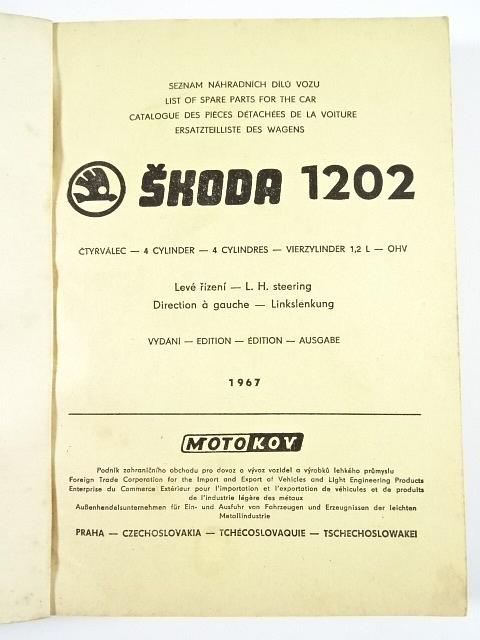 SEZNAM NÁHRADNÍCH DÍLŮ VOZU
LIST OF SPARE PARTS FOR THE CAR
CATALOGUE DES PIÈCES DÉTACHÉES DE LA VOITURE
ERSATZTEILLISTE DES WAGENS
ŠKODA 1202
ČTYRVÁLEC — 4 CYLINDER — 4 CYLINDRES — VIERZYLINDER 1,2 L — OHV
Levé řízení — L. H. steering
Direction à gauche — Linkslenkung
VYDÁNÍ — EDITION — ÉDITION — AUSGABE
1967
MOTOKOV
Podnik zahraničního obchodu pro dovoz a vývoz vozidel a výrobků lehkého průmyslu
Foreign Trade Corporation for the Import and Export of Vehicles and Light Engineering Products
Enterprise du Commerce Extérieur pour l'importation et l'exportation de véhicules et de produits
de l'industrie légère des métaux
Außenhandelsunternehmen für Ein- und Ausfuhr von Fahrzeugen und Erzeugnissen der leichten
Metallindustrie
PRAHA — CZECHOSLOVAKIA — TCHÉCOSLOVAQUIE — TSCHECHOSLOWAKEI